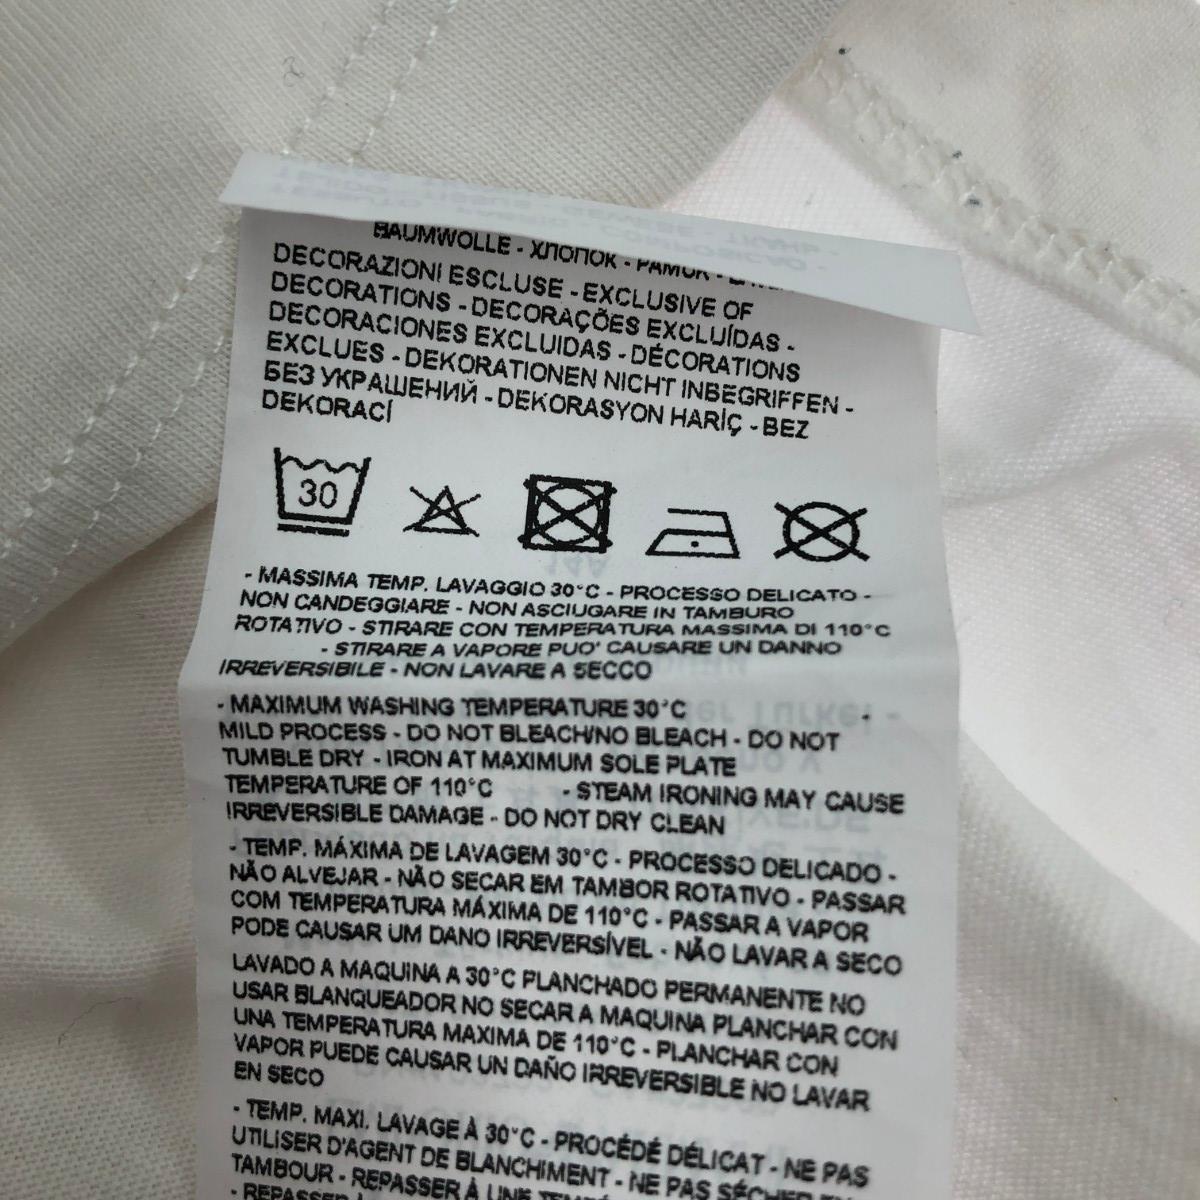 BAUMWOLLE - ХЛОПОК - PAMUK -
DECORAZIONI ESCLUSE - EXCLUSIVE OF
DECORATIONS - DECORAÇÕES EXCLUÍDAS -
DECORACIONES EXCLUIDAS - DÉCORATIONS
EXCLUES - DEKORATIONEN NICHT INBEGRIFFEN -
БЕЗ УКРАШЕНИЙ - DEKORASYON HARİÇ - BEZ
DEKORACÍ
30
- MASSIMA TEMP. LAVAGGIO 30°C - PROCESSO DELICATO -
NON CANDEGGIARE - NON ASCIUGARE IN TAMBURO
ROTATIVO - STIRARE CON TEMPERATURA MASSIMA DI 110°C
- STIRARE A VAPORE PUO' CAUSARE UN DANNO
IRREVERSIBILE - NON LAVARE A SECCO
- MAXIMUM WASHING TEMPERATURE 30°C -
MILD PROCESS - DO NOT BLEACH/NO BLEACH - DO NOT
TUMBLE DRY - IRON AT MAXIMUM SOLE PLATE
TEMPERATURE OF 110°C - STEAM IRONING MAY CAUSE
IRREVERSIBLE DAMAGE - DO NOT DRY CLEAN
- TEMP. MÁXIMA DE LAVAGEM 30°C - PROCESSO DELICADO -
NÃO ALVEJAR - NÃO SECAR EM TAMBOR ROTATIVO - PASSAR
COM TEMPERATURA MÁXIMA DE 110°C - PASSAR A VAPOR
PODE CAUSAR UM DANO IRREVERSÍVEL - NÃO LAVAR A SECO
LAVADO A MAQUINA A 30°C PLANCHADO PERMANENTE NO
USAR BLANQUEADOR NO SECAR A MAQUINA PLANCHAR CON
UNA TEMPERATURA MAXIMA DE 110°C - PLANCHAR CON
VAPOR PUEDE CAUSAR UN DAÑO IRREVERSIBLE NO LAVAR
EN SECO
- TEMP. MAXI. LAVAGE À 30°C - PROCÉDÉ DÉLICAT - NE PAS
UTILISER D'AGENT DE BLANCHIMENT - NE PAS SÉCHER EN
TAMBOUR - REPASSER À UNE
- REPASSER